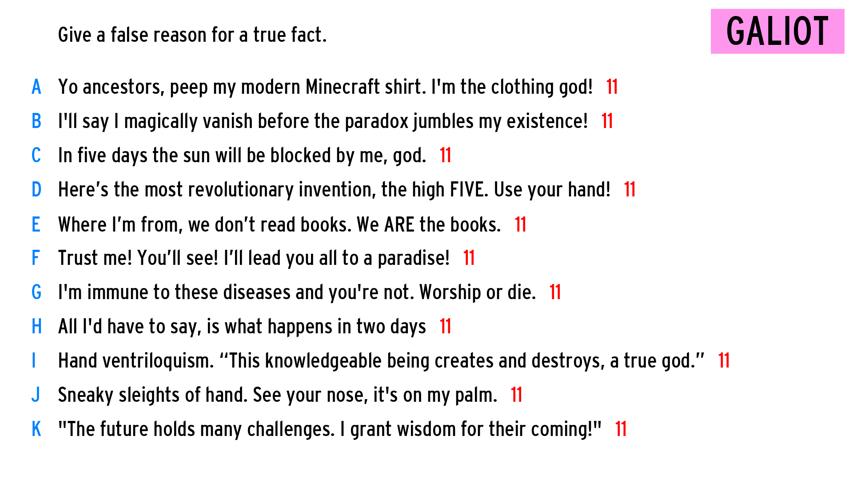 Give a false reason for a true fact.
GALIOT
A Yo ancestors, peep my modern Minecraft shirt. I'm the clothing god! 11
B I'll say I magically vanish before the paradox jumbles my existence! 11
C In five days the sun will be blocked by me, god. 11
D Here's the most revolutionary invention, the high FIVE. Use your hand! 11
E Where I'm from, we don't read books. We ARE the books. 11
F Trust me! You'll see! I'll lead you all to a paradise! 11
G I'm immune to these diseases and you're not. Worship or die. 11
H All I'd have to say, is what happens in two days 11
I Hand ventriloquism. “This knowledgeable being creates and destroys, a true god.” 11
J Sneaky sleights of hand. See your nose, it's on my palm. 11
K "The future holds many challenges. I grant wisdom for their coming!" 11